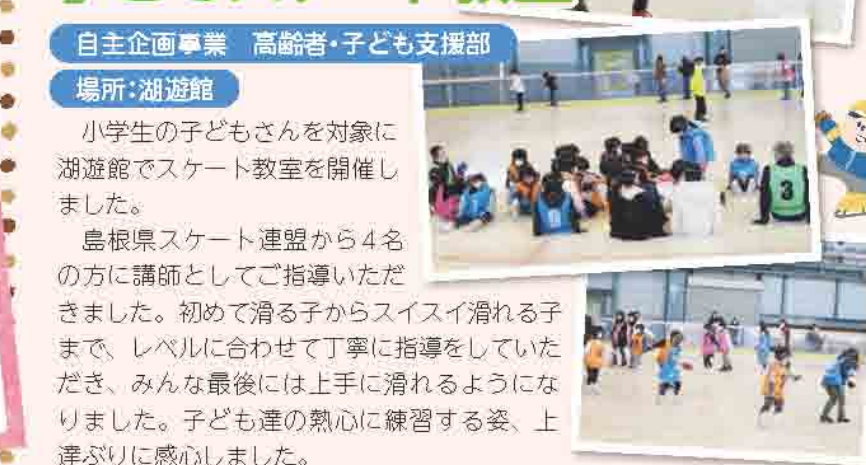 自主企画事業 高齢者・子ども支援部
場所:湖遊館
小学生の子どもさんを対象に
湖遊館でスケート教室を開催し
ました。
島根県スケート連盟から4名
の方に講師としてご指導いただ
きました。初めて滑る子からスイスイ滑れる子
まで、レベルに合わせて丁寧に指導をしていた
だき、みんな最後には上手に滑れるようにな
りました。子ども達の熱心に練習する姿、上
達ぶりに感心しました。
3